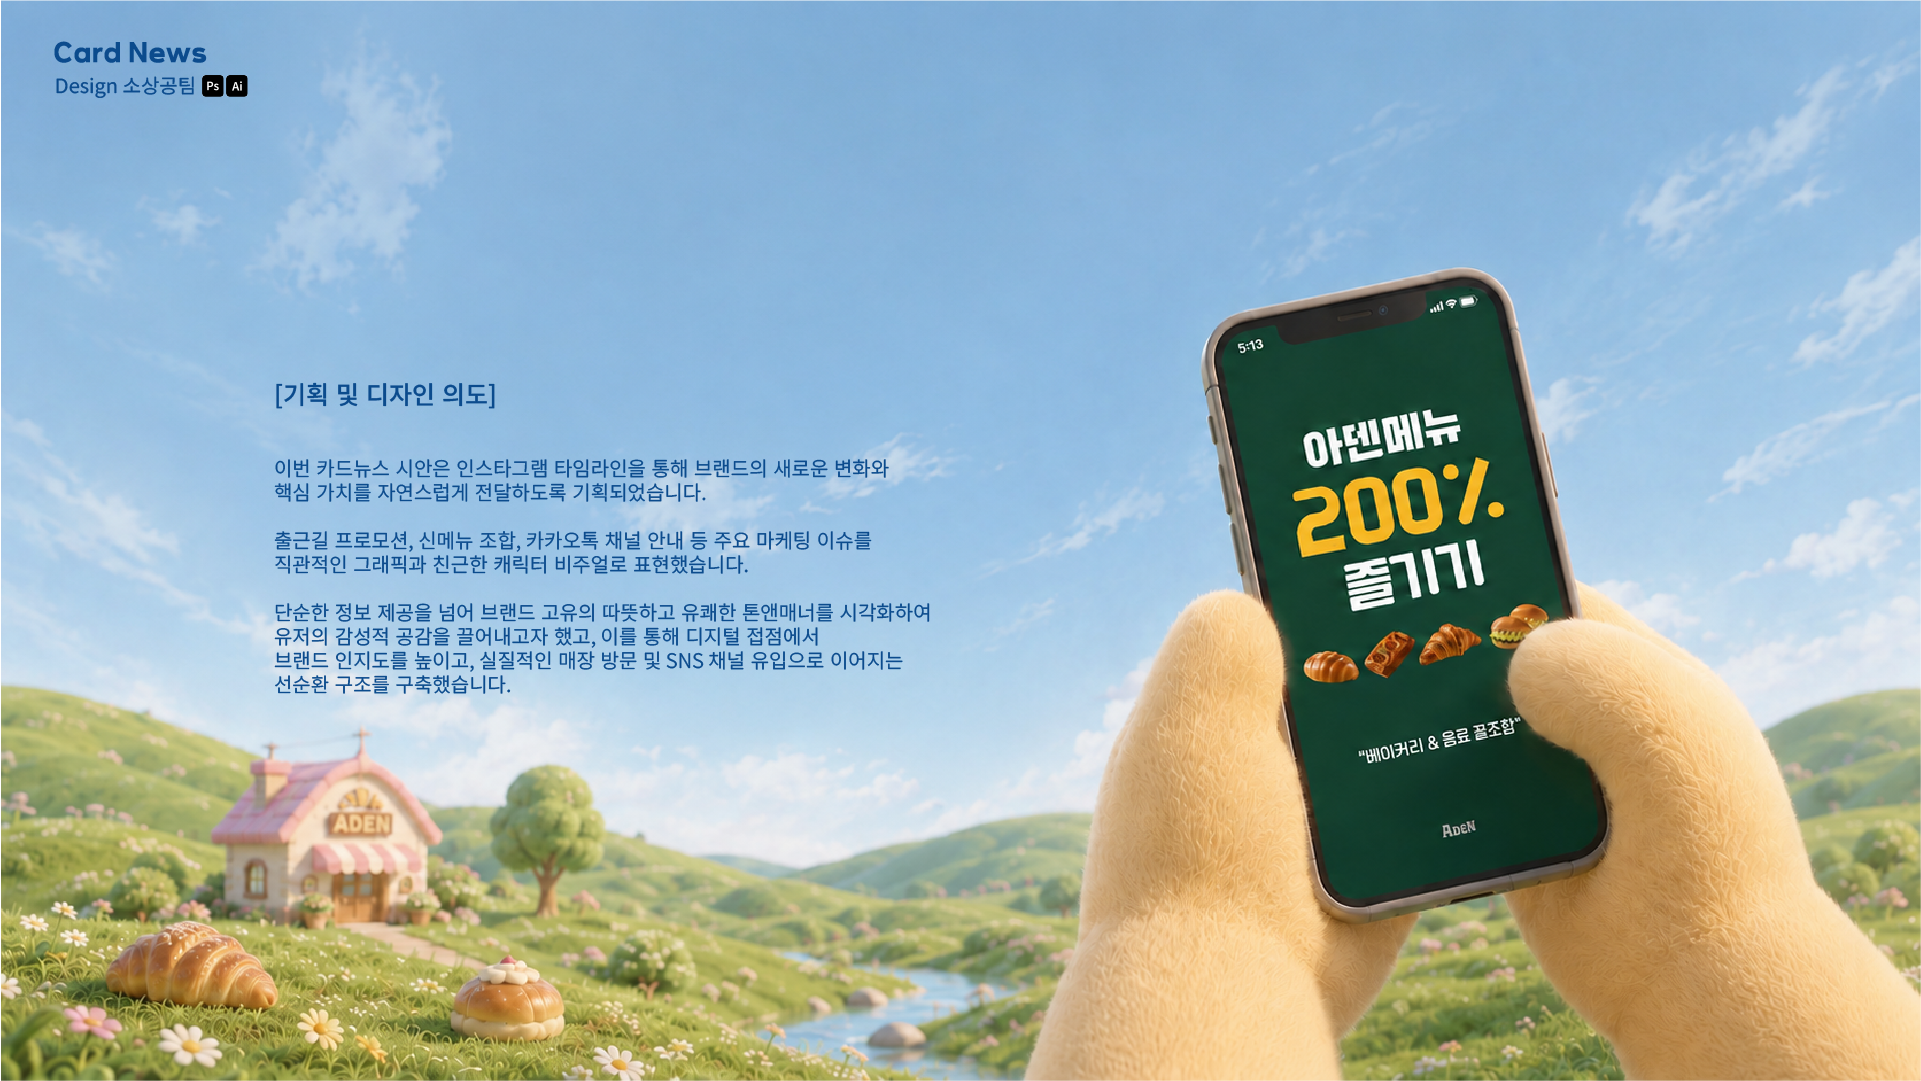 Card News
Design 소상공팀 Ps Ai
[기획 및 디자인 의도]
이번 카드뉴스 시안은 인스타그램 타임라인을 통해 브랜드의 새로운 변화와
핵심 가치를 자연스럽게 전달하도록 기획되었습니다.
출근길 프로모션, 신메뉴 조합, 카카오톡 채널 안내 등 주요 마케팅 이슈를
직관적인 그래픽과 친근한 캐릭터 비주얼로 표현했습니다.
단순한 정보 제공을 넘어 브랜드 고유의 따뜻하고 유쾌한 톤앤매너를 시각화하여
유저의 감성적 공감을 끌어내고자 했고, 이를 통해 디지털 접점에서
브랜드 인지도를 높이고, 실질적인 매장 방문 및 SNS 채널 유입으로 이어지는
선순환 구조를 구축했습니다.
ADEN
5:13
아덴메뉴
200%
즐기기
"베이커리 & 음료 꿀조합"
ADEN